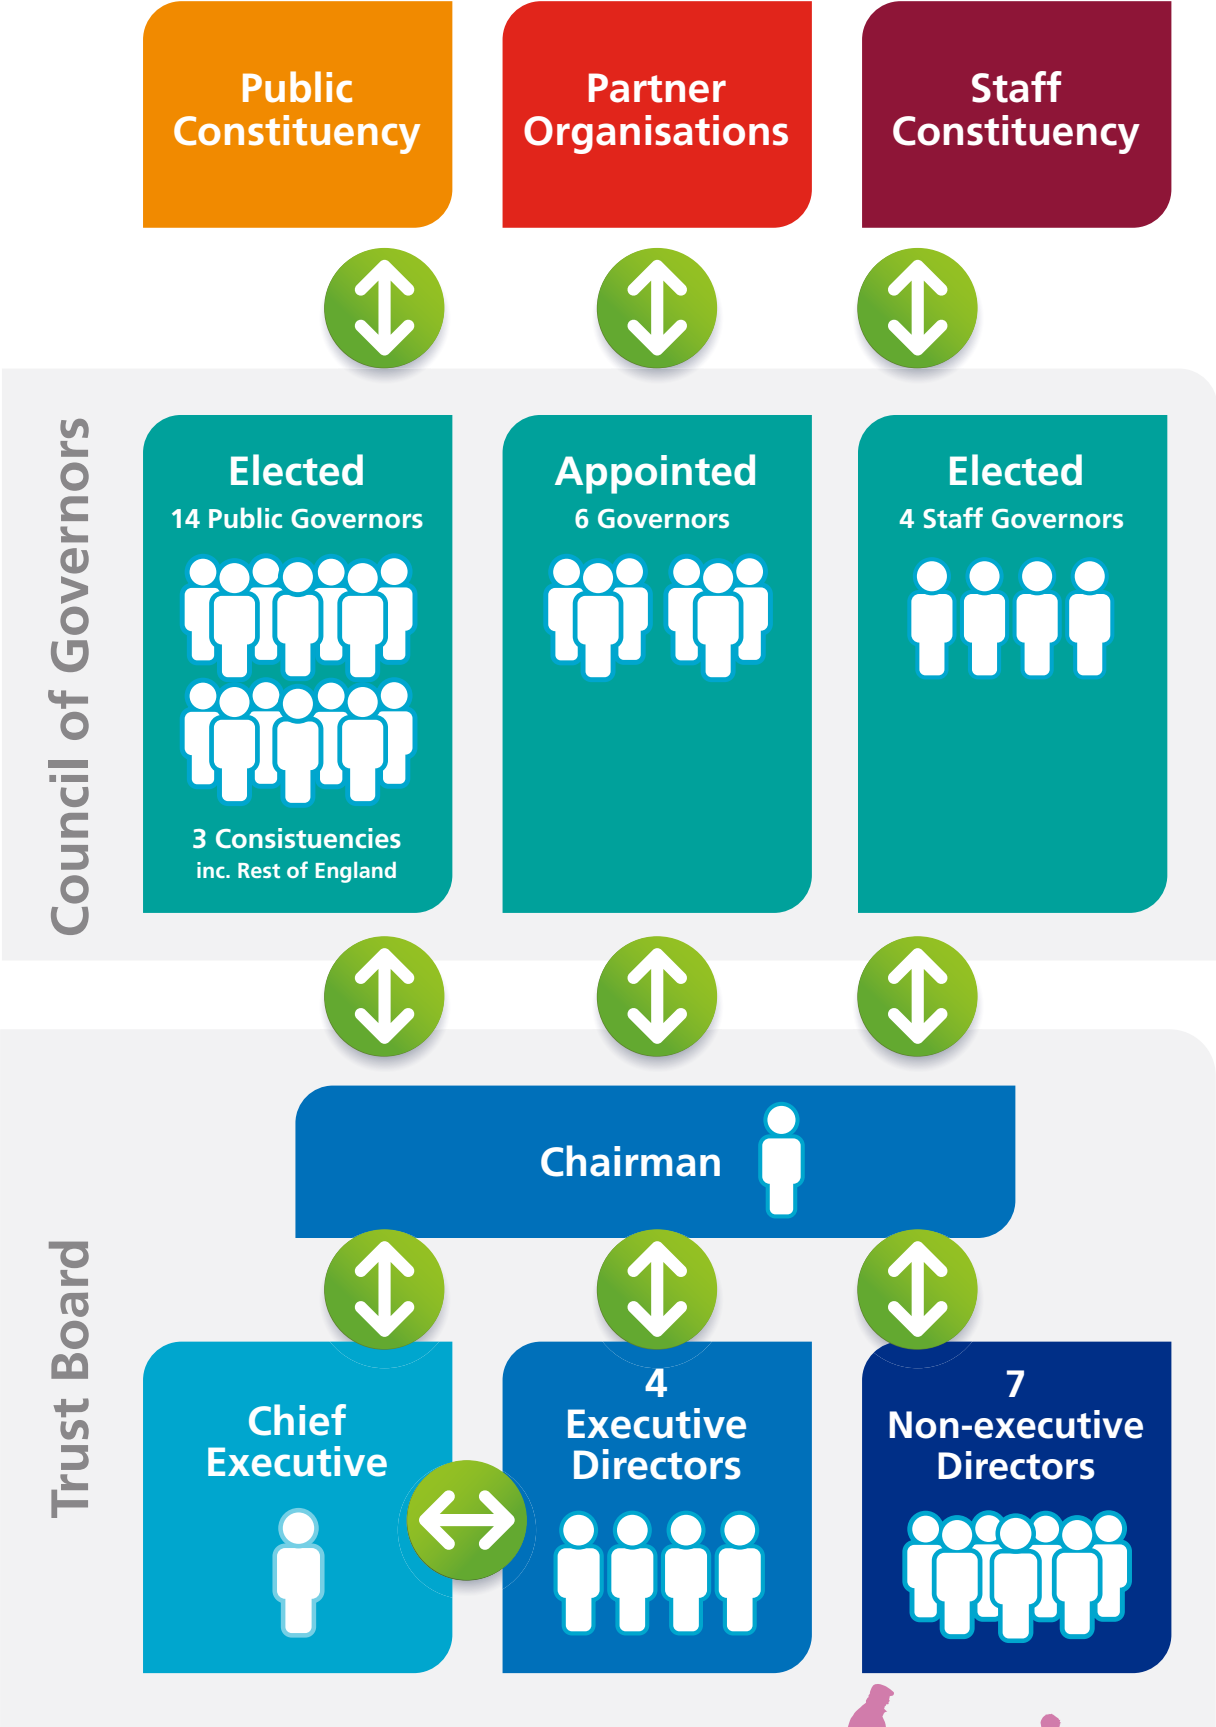 Public
Constituency
Partner
Organisations
Staff
Constituency
Council of Governors
Elected
14 Public Governors
3 Consistuencies
inc. Rest of England
Appointed
6 Governors
Elected
4 Staff Governors
Trust Board
Chairman
Chief
Executive
4
Executive
Directors
7
Non-executive
Directors